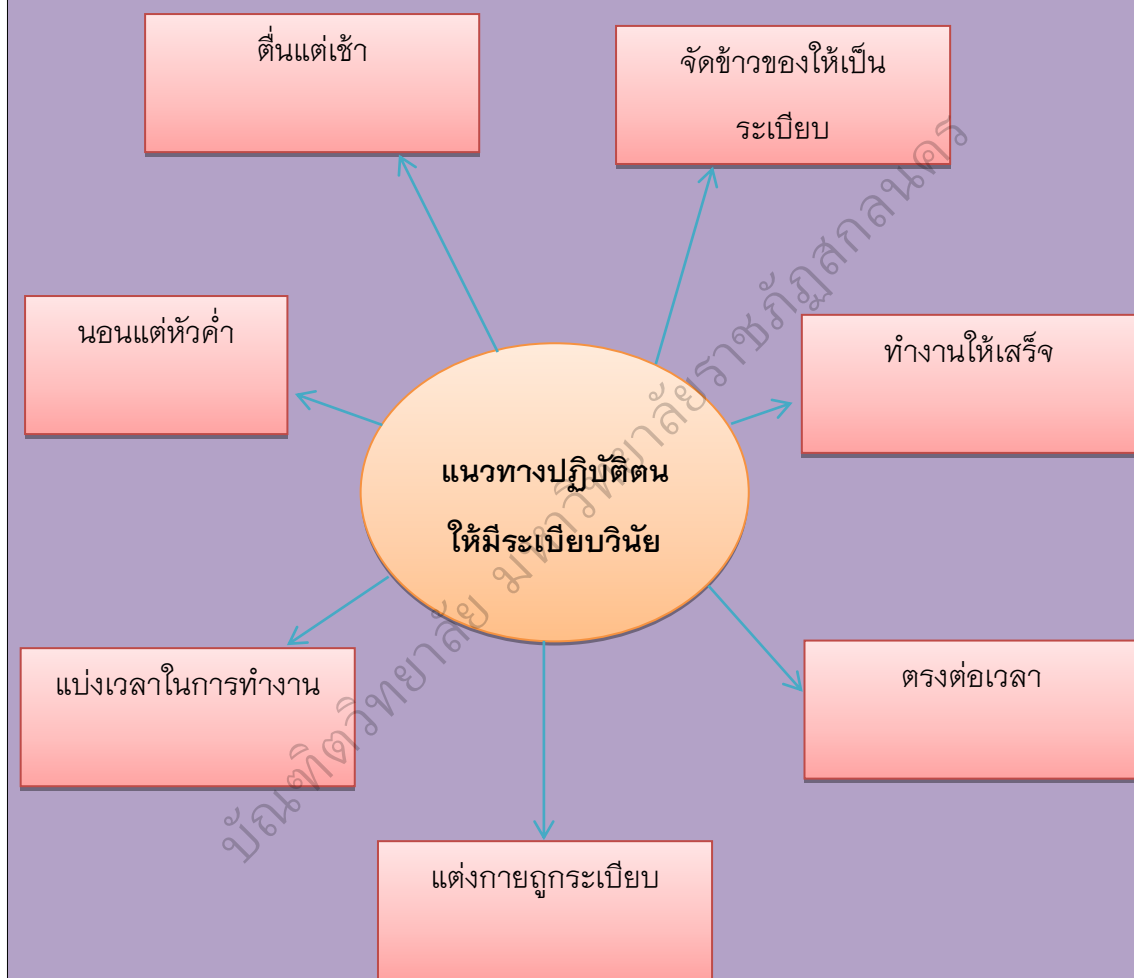 ตื่นแต่เช้า
จัดข้าวของให้เป็น
ระเบียบ
นอนแต่หัวค่ำ
ทำงานให้เสร็จ
แนวทางปฏิบัติตน
ให้มีระเบียบวินัย
แบ่งเวลาในการทำงาน
ตรงต่อเวลา
แต่งกายถูกระเบียบ
บัณฑิตวิทยาลัย มหาวิทยาลัยราชภัฏสกลนคร